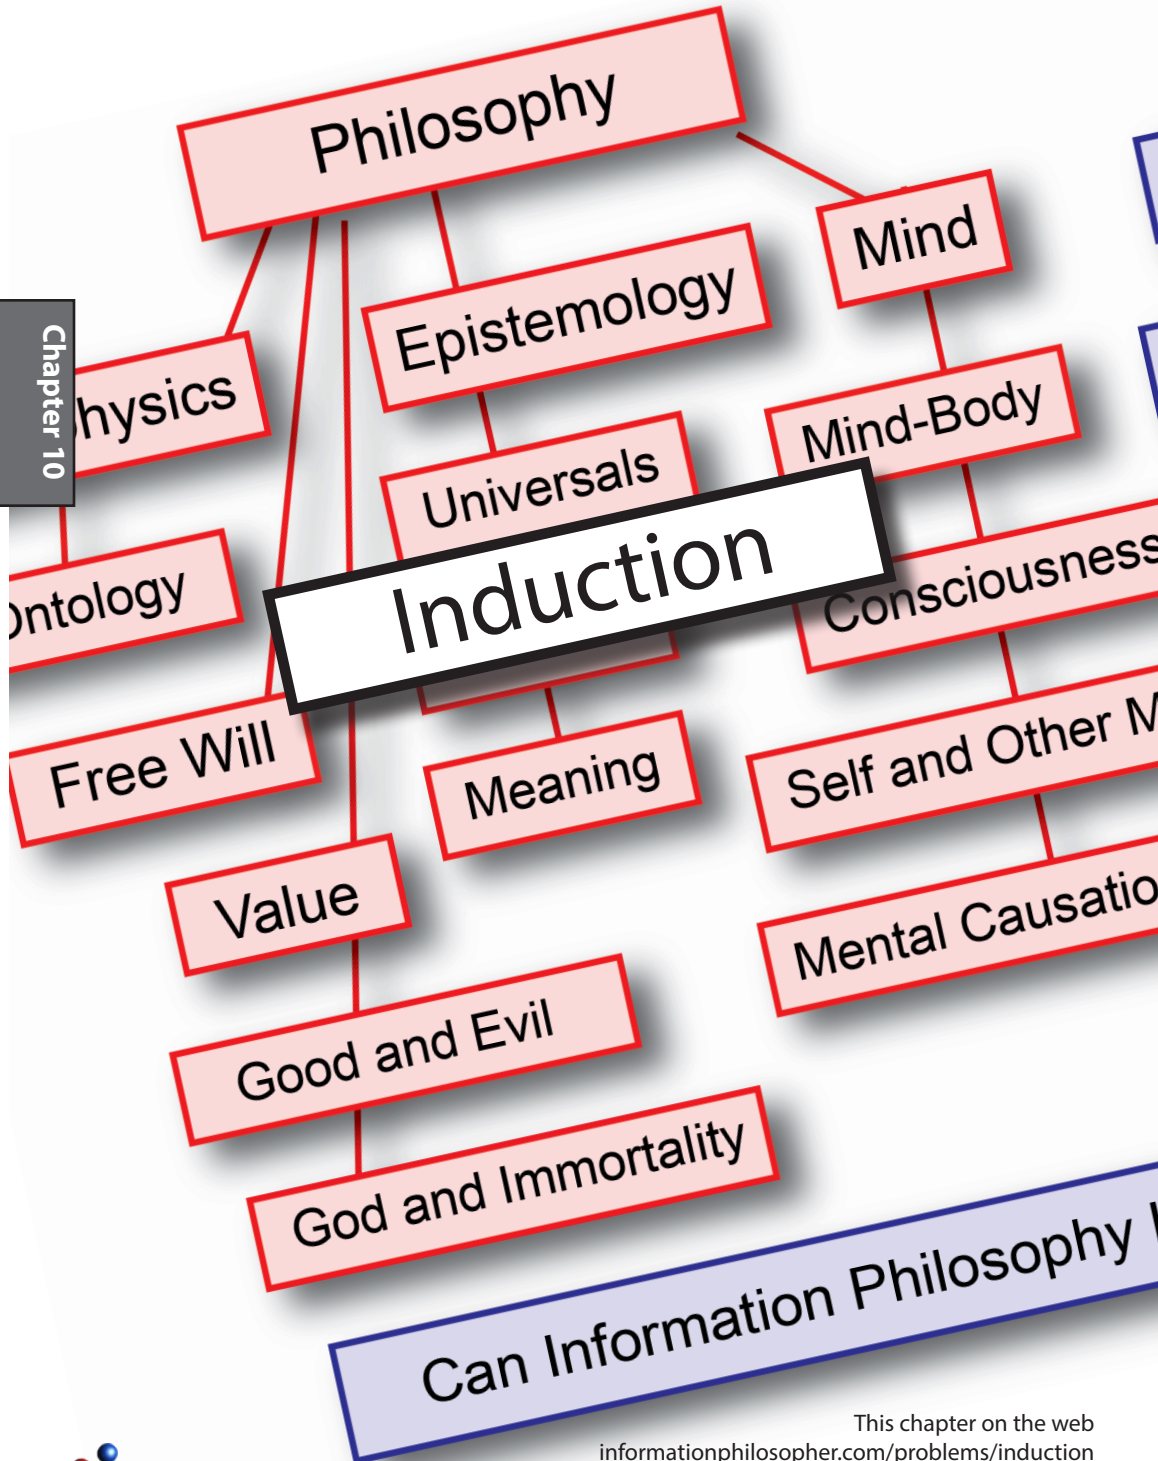 Philosophy
Mind
Epistemology
Chapter 10
hysics
Mind-Body
Universals
Induction
Consciousness
Ontology
Free Will
Meaning
Self and Other M
Value
Mental Causatio
Good and Evil
God and Immortality
Can Information Philosophy
This chapter on the web
informationphilosopher.com/problems/induction